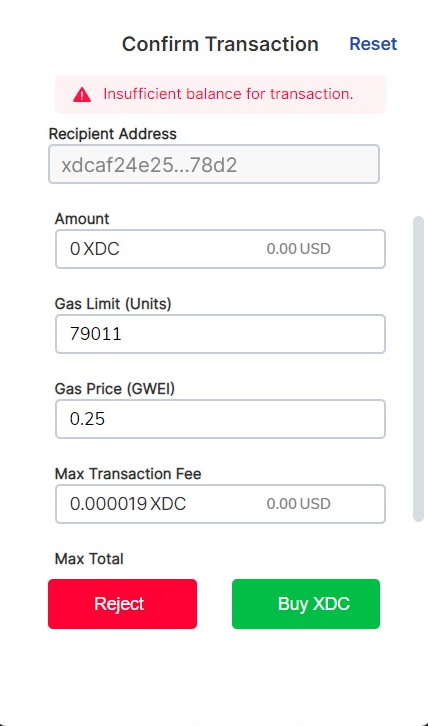 Confirm Transaction Reset
Insufficient balance for transaction.
Recipient Address
xdcaf24e25...78d2
Amount
0 XDC 0.00 USD
Gas Limit (Units)
79011
Gas Price (GWEI)
0.25
Max Transaction Fee
0.000019 XDC 0.00 USD
Max Total
Reject Buy XDC